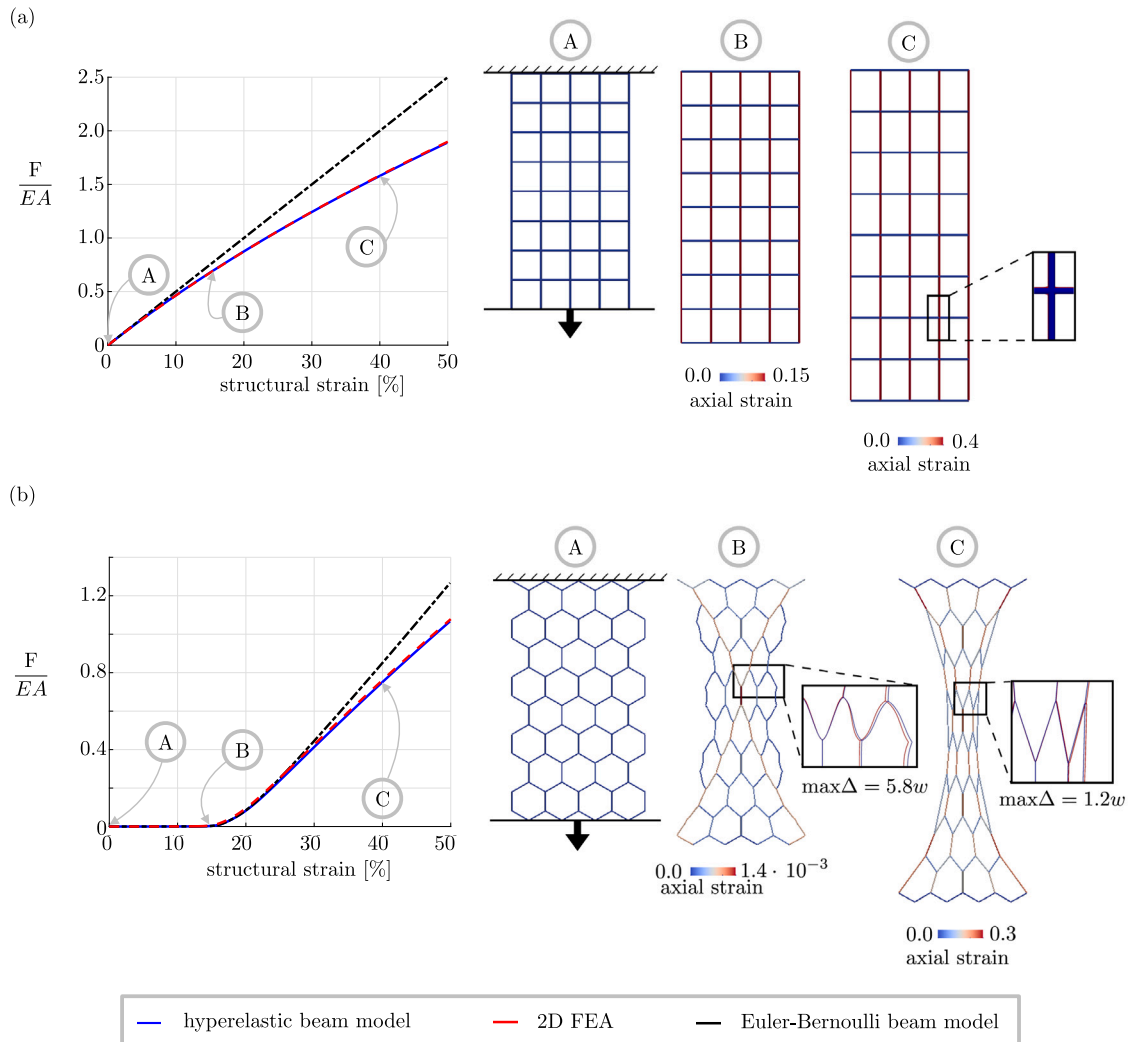 (a)
A
B
C
2.5
2.0
1.5
1.0
0.5
0
F
EA
A
B
C
0
10
20
30
40
50
structural strain [%]
0.0
0.15
axial strain
0.0
0.4
axial strain
(b)
A
B
C
1.2
0.8
0.4
0
F
EA
A
B
C
0
10%
20%
30%
40%
50%
structural strain [%]
maxΔ = 5.8w
maxΔ = 1.2w
0.0
1.4 · 10⁻³
axial strain
0.0
0.3
axial strain
hyperelastic beam model
2D FEA
Euler-Bernoulli beam model